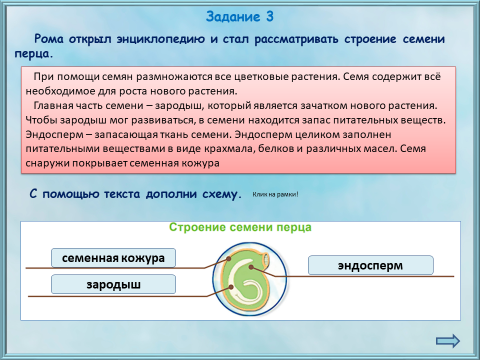 Задание 3
Рома открыл энциклопедию и стал рассматривать строение семени
перца.
При помощи семян размножаются все цветковые растения. Семя содержит всё
необходимое для роста нового растения.
Главная часть семени – зародыш, который является зачатком нового растения.
Чтобы зародыш мог развиваться, в семени находится запас питательных веществ.
Эндосперм – запасающая ткань семени. Эндосперм целиком заполнен
питательными веществами в виде крахмала, белков и различных масел. Семя
снаружи покрывает семенная кожура
С помощью текста дополни схему. Клик на рамки!
Строение семени перца
семенная кожура
эндосперм
зародыш